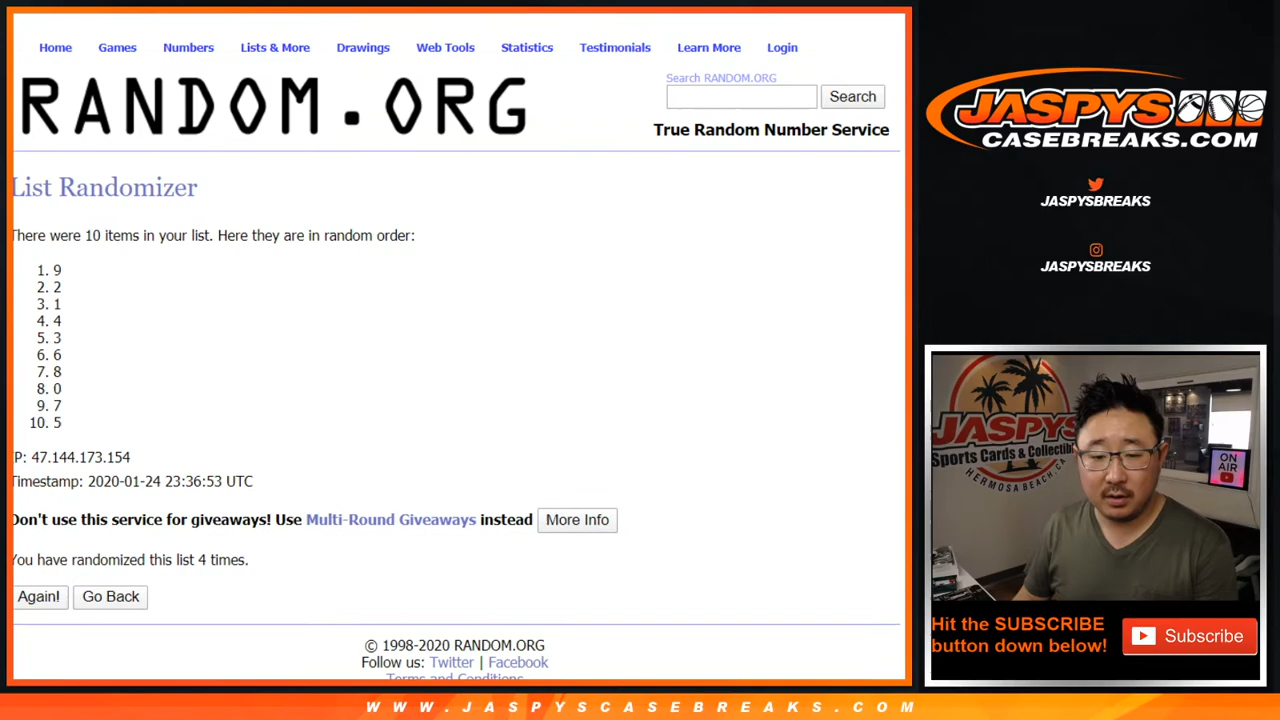 Home Games Numbers Lists & More Drawings Web Tools Statistics Testimonials Learn More Login
RANDOM.ORG
Search RANDOM.ORG
Search
True Random Number Service
List Randomizer
There were 10 items in your list. Here they are in random order:
1. 9
2. 2
3. 1
4. 4
5. 3
6. 6
7. 8
8. 0
9. 7
10. 5
IP: 47.144.173.154
Timestamp: 2020-01-24 23:36:53 UTC
Don't use this service for giveaways! Use Multi-Round Giveaways instead More Info
You have randomized this list 4 times.
Again! Go Back
© 1998-2020 RANDOM.ORG
Follow us: Twitter | Facebook
Terms and Conditions
JASPYS
CASEBREAKS.COM
JASPYSBREAKS
JASPYSBREAKS
JASPYS
Sports Cards & Collectibl
HERMOSA BEACH, CA
ON
AIR
Hit the SUBSCRIBE
button down below!
Subscribe
WWW.JASPYSCASEBREAKS.COM